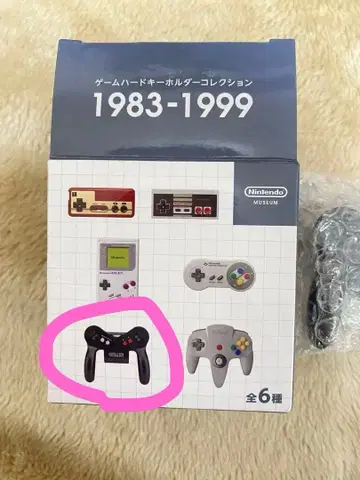 ゲームハードキーホルダーコレクション
1983-1999
Nintendo
MUSEUM
全6種